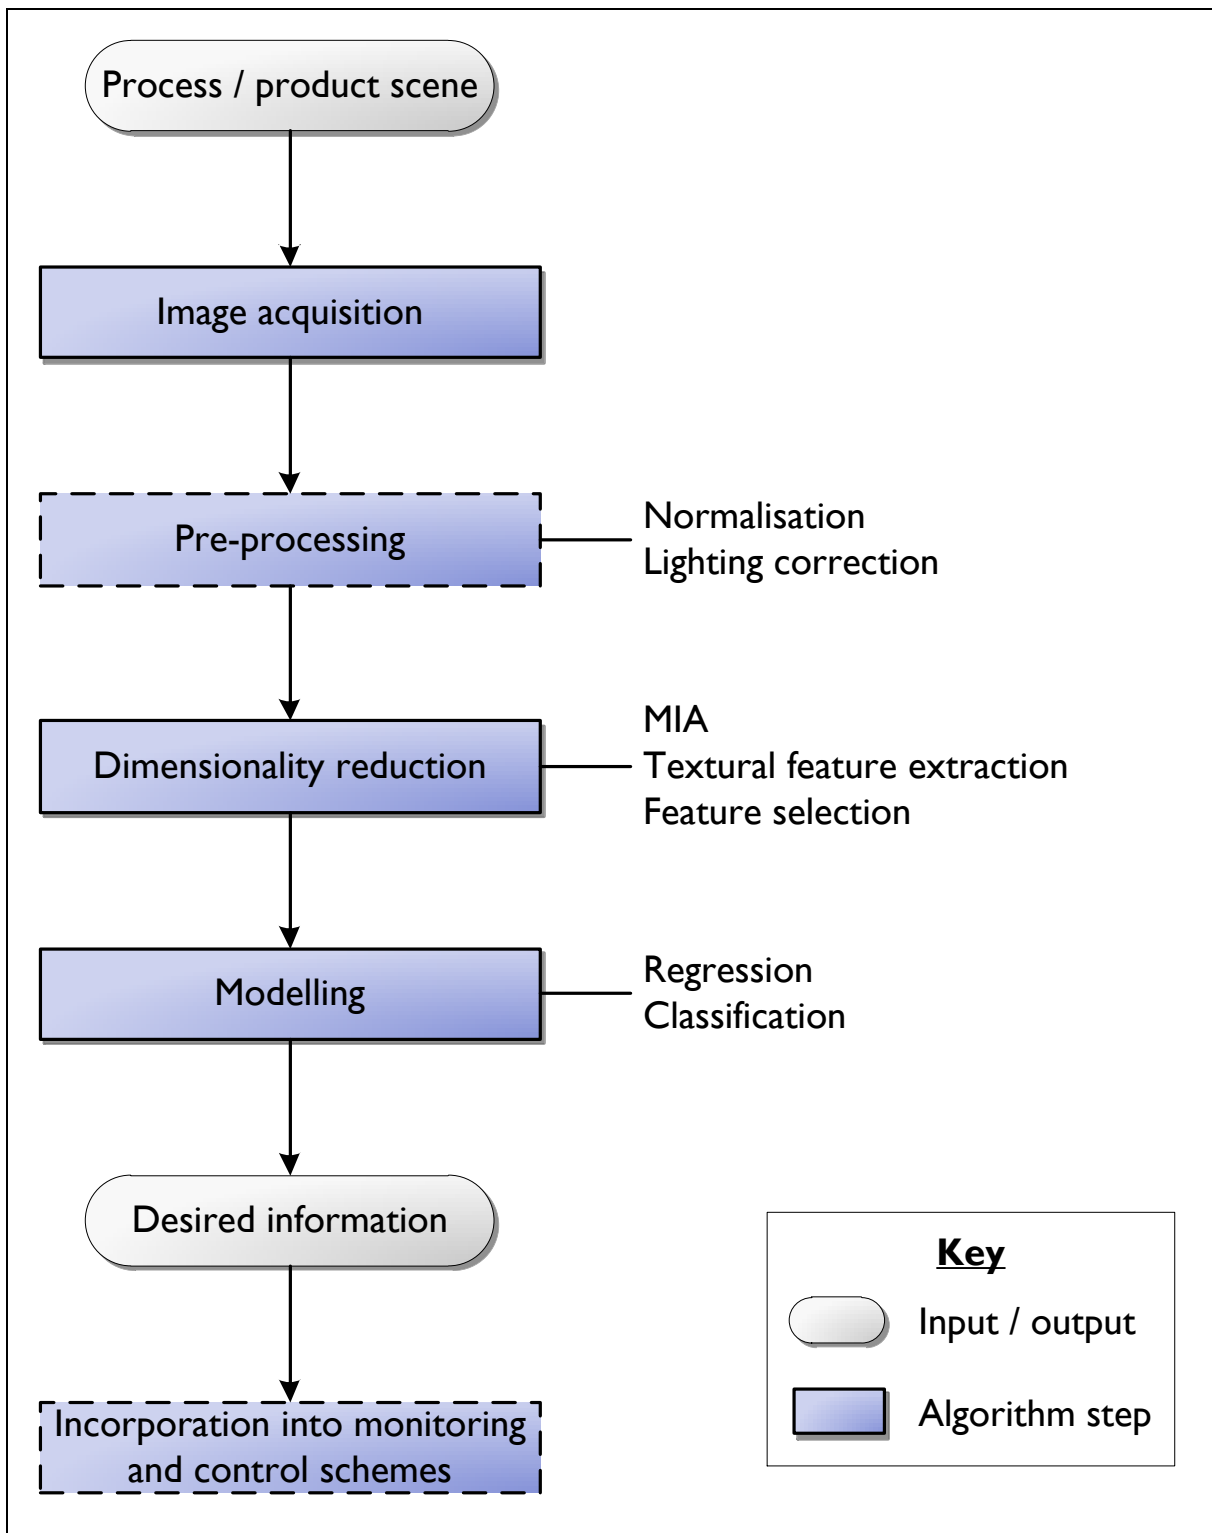 Process / product scene
Image acquisition
Pre-processing
Normalisation
Lighting correction
Dimensionality reduction
MIA
Textural feature extraction
Feature selection
Modelling
Regression
Classification
Desired information
Incorporation into monitoring
and control schemes
Key
Input / output
Algorithm step